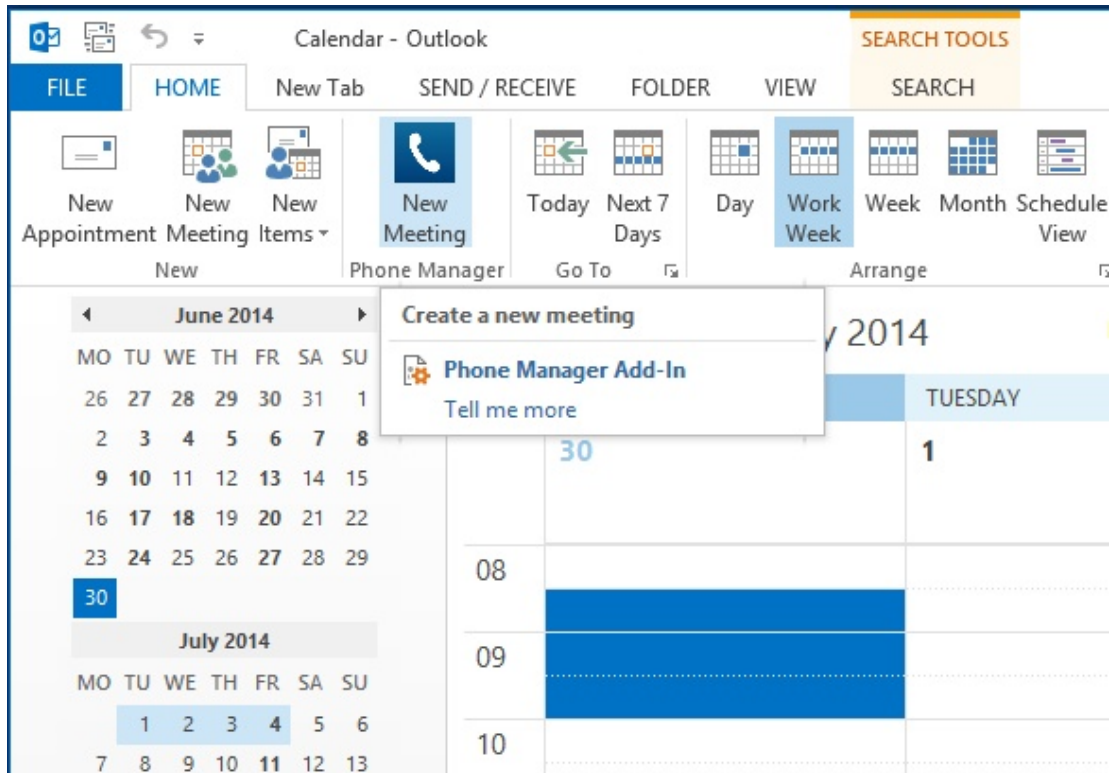 Calendar - Outlook
SEARCH TOOLS
FILE HOME New Tab SEND / RECEIVE FOLDER VIEW SEARCH
New Appointment
New Meeting
New Items
New Meeting
Today
Next 7 Days
Day
Work Week
Week
Month
Schedule View
New
Phone Manager
Go To
Arrange
June 2014
MO TU WE TH FR SA SU
26 27 28 29 30 31 1
2 3 4 5 6 7 8
9 10 11 12 13 14 15
16 17 18 19 20 21 22
23 24 25 26 27 28 29
30
July 2014
MO TU WE TH FR SA SU
1 2 3 4 5 6
7 8 9 10 11 12 13
Create a new meeting
Phone Manager Add-In
Tell me more
y 2014
TUESDAY
30
1
08
09
10